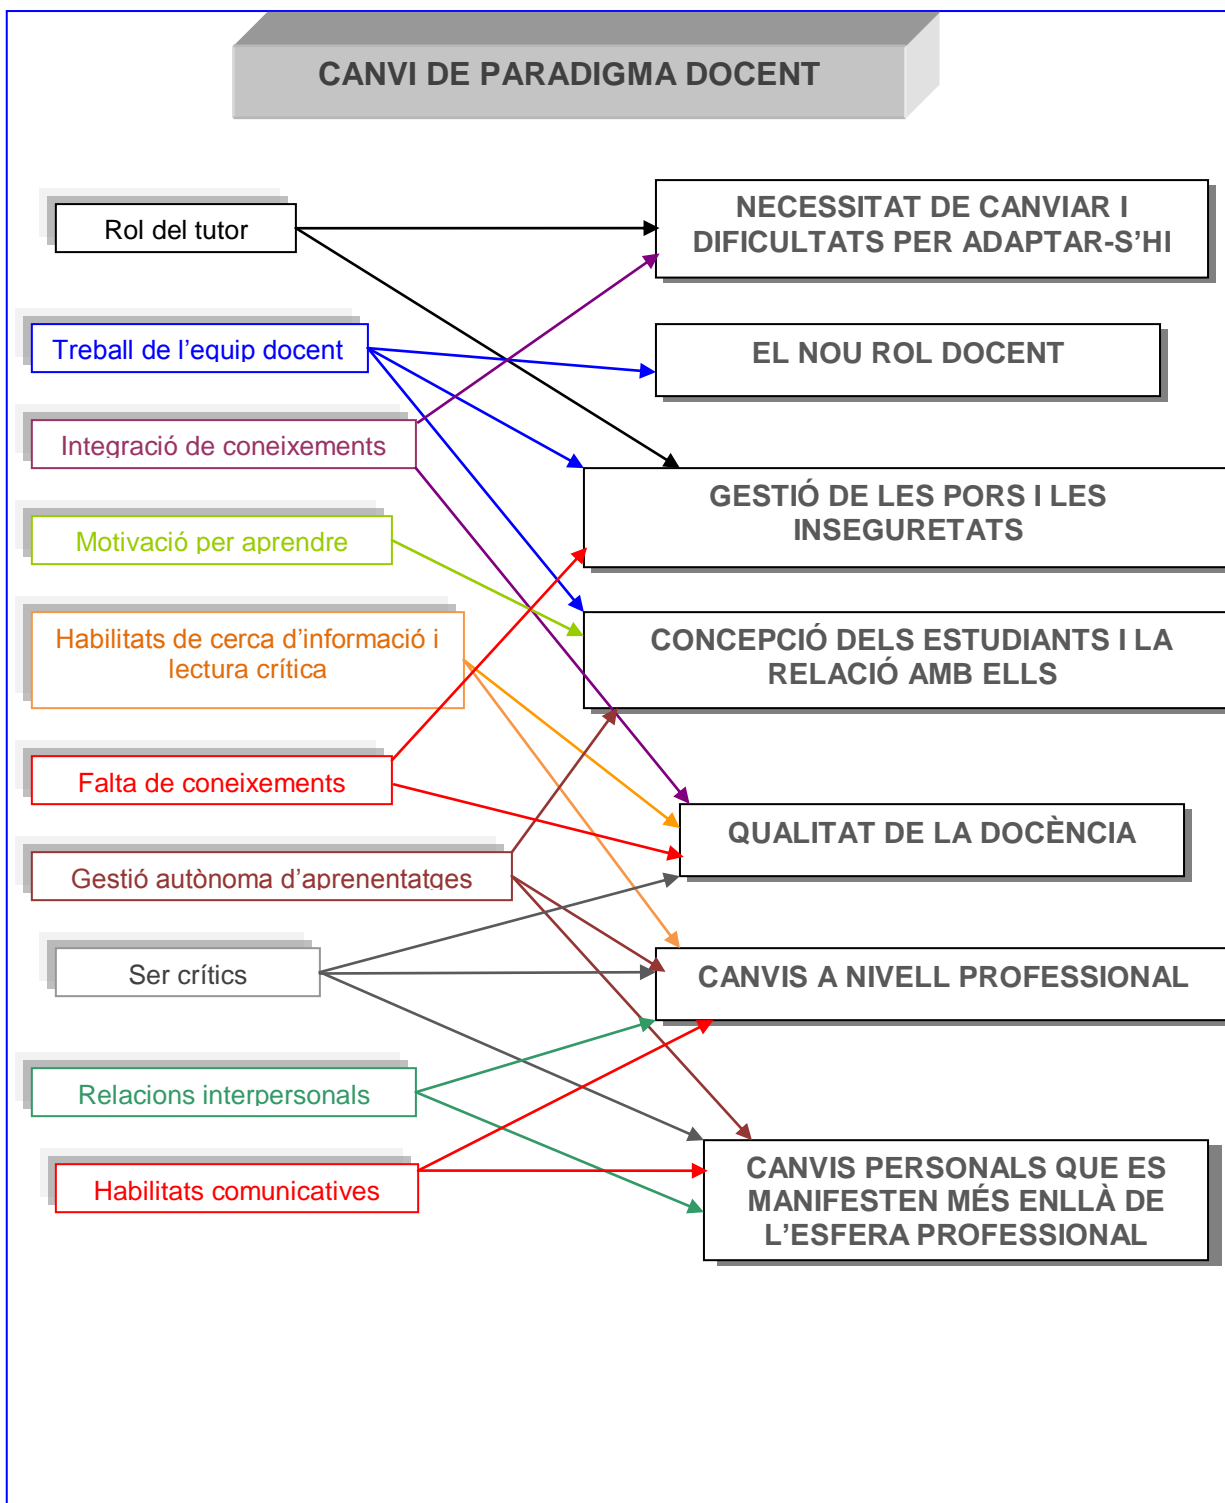 CANVI DE PARADIGMA DOCENT
Rol del tutor
Treball de l’equip docent
Integració de coneixements
Motivació per aprendre
Habilitats de cerca d’informació i
lectura crítica
Falta de coneixements
Gestió autònoma d’aprenentatges
Ser crítics
Relacions interpersonals
Habilitats comunicatives
NECESSITAT DE CANVIAR I
DIFICULTATS PER ADAPTAR-S’HI
EL NOU ROL DOCENT
GESTIÓ DE LES PORS I LES
INSEGURETATS
CONCEPCIÓ DELS ESTUDIANTS I LA
RELACIÓ AMB ELLS
QUALITAT DE LA DOCÈNCIA
CANVIS A NIVELL PROFESSIONAL
CANVIS PERSONALS QUE ES
MANIFESTEN MÉS ENLLÀ DE
L’ESFERA PROFESSIONAL